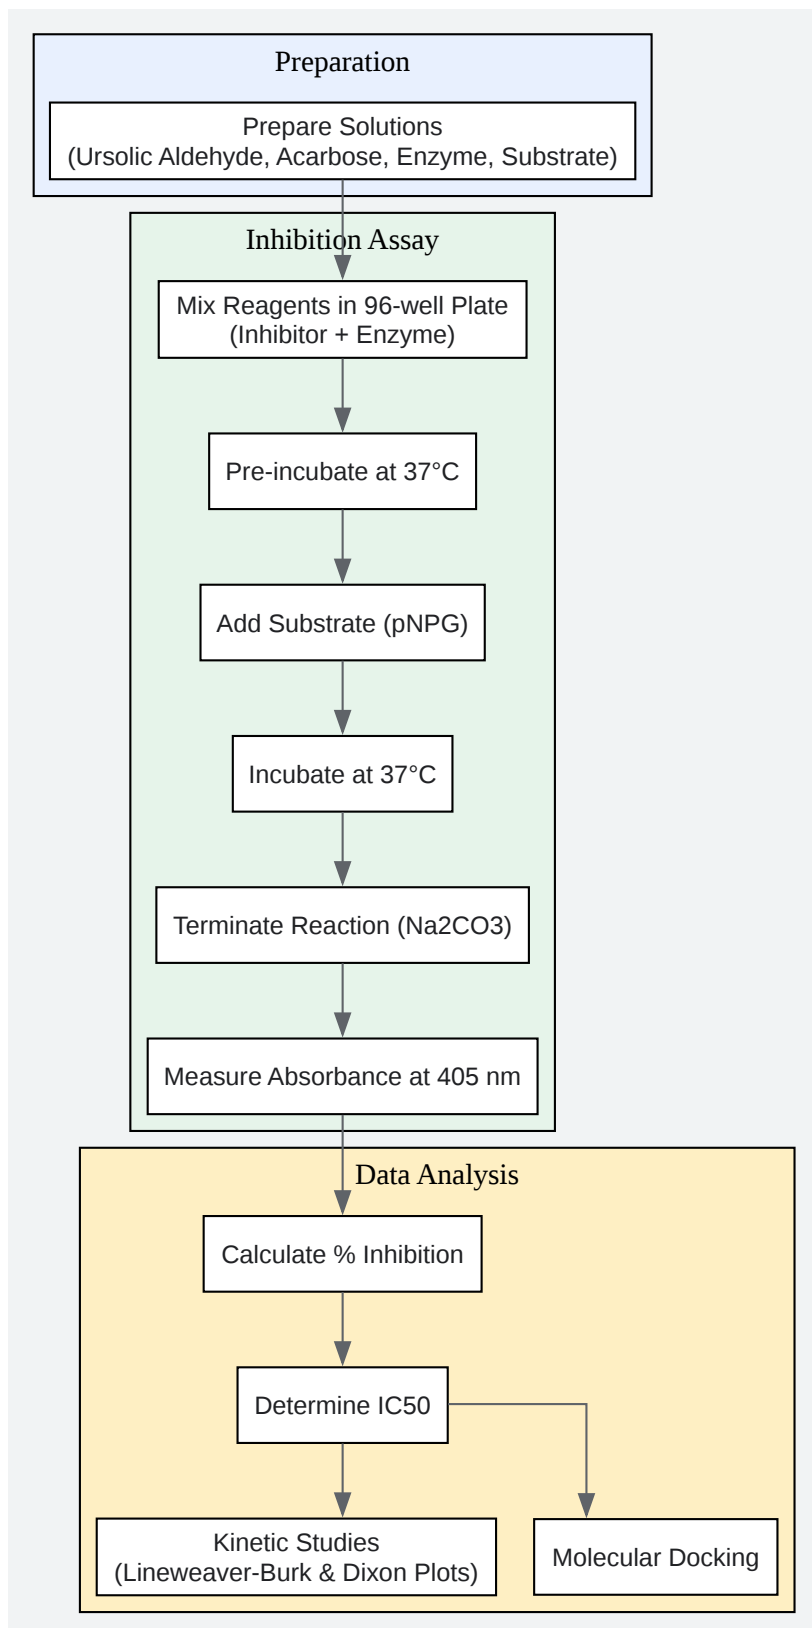 Preparation
Prepare Solutions
(Ursolic Aldehyde, Acarbose, Enzyme, Substrate)
Inhibition Assay
Mix Reagents in 96-well Plate
(Inhibitor + Enzyme)
Pre-incubate at 37°C
Add Substrate (pNPG)
Incubate at 37°C
Terminate Reaction (Na2CO3)
Measure Absorbance at 405 nm
Data Analysis
Calculate % Inhibition
Determine IC50
Kinetic Studies
(Lineweaver-Burk & Dixon Plots)
Molecular Docking